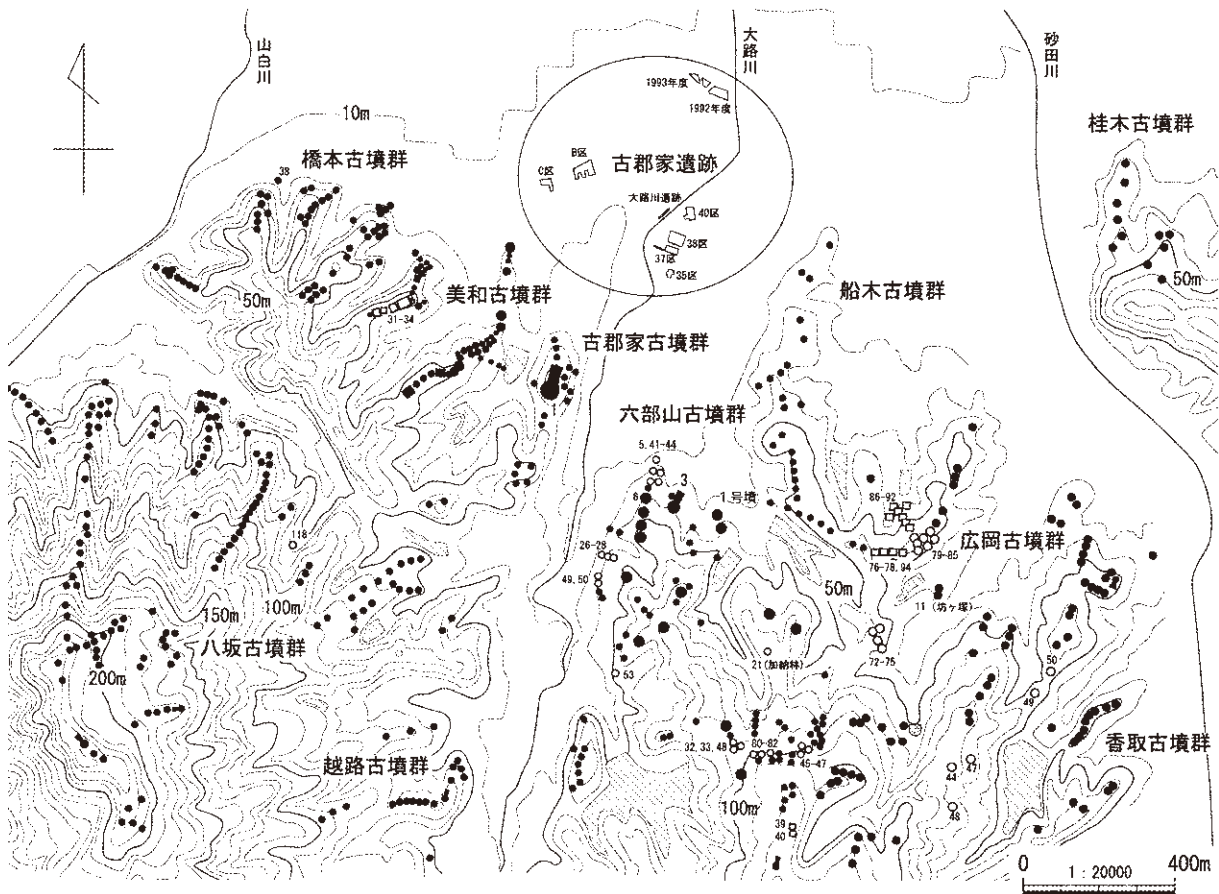 山白川
大路川
砂田川
1993年度
1992年度
10m
橋本古墳群
38
C区
B区
古郡家遺跡
大路川遺跡
40区
38区
37区
35区
桂木古墳群
50m
50m
美和古墳群
31-34
船木古墳群
古郡家古墳群
1
六部山古墳群
5,41-44
6
3
1号墳
86-92
広岡古墳群
79-85
76-78,94
26-28
49,50
50m
11(坊ヶ塚)
118
150m
100m
八坂古墳群
200m
72-75
21(加納林)
53
50
49
香取古墳群
越路古墳群
32,33,48
80-82
45-47
47
44
48
100m
39
40
0
1:20000
400m